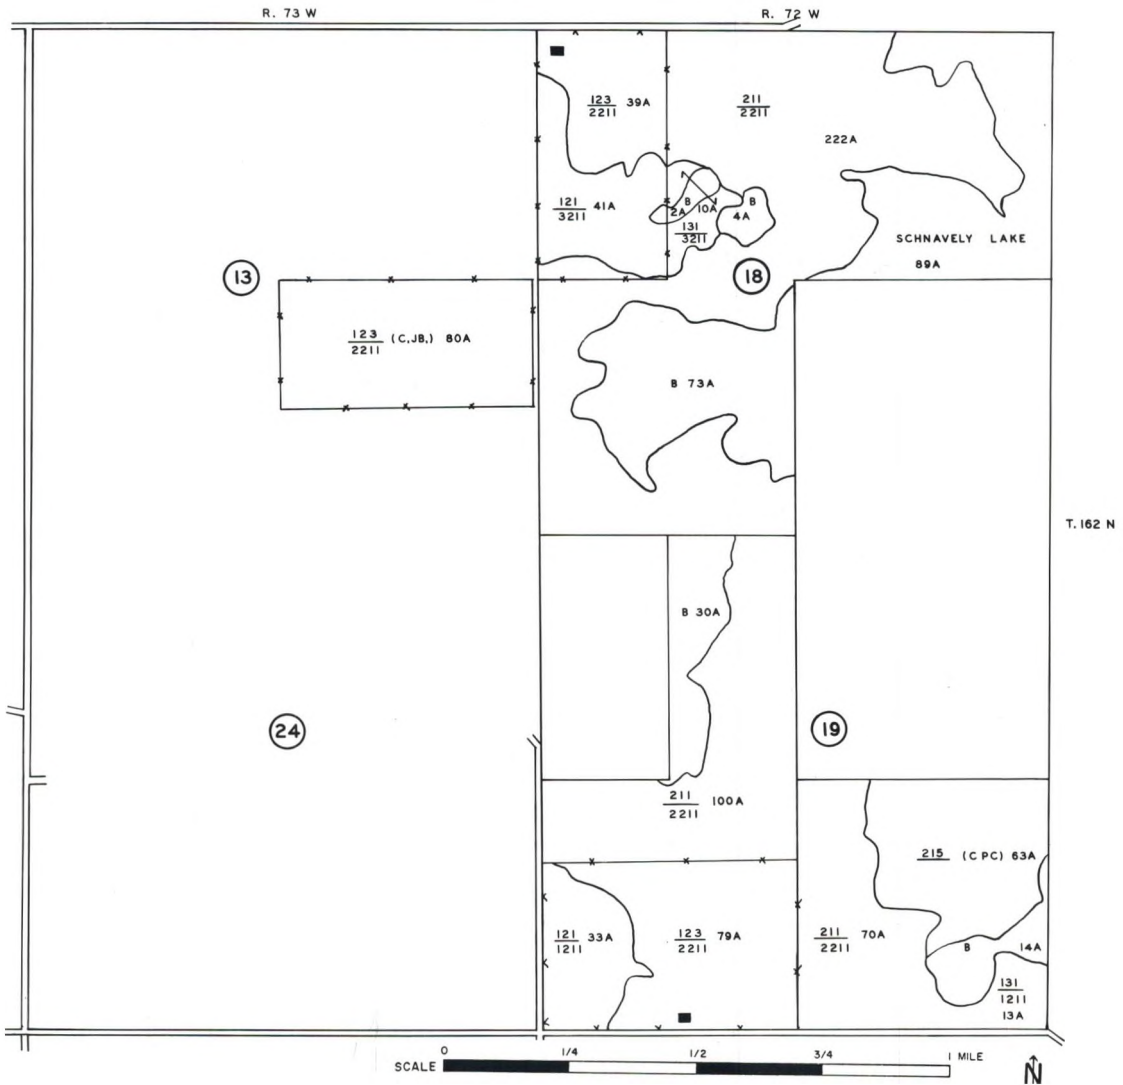 R. 73 W
R. 72 W
123 39A
2211
211
2211
222A
121 41A
3211
B
2A
10A
B
4A
131
3211
SCHNAVELY LAKE
89A
13
18
123 (C,JB,) 80A
2211
B 73A
T. 162 N
B 30A
24
19
211 100A
2211
215 (C PC) 63A
121 33A
1211
123 79A
2211
211 70A
2211
B
14A
131
1211
13A
SCALE
0 1/4 1/2 3/4 1 MILE
N